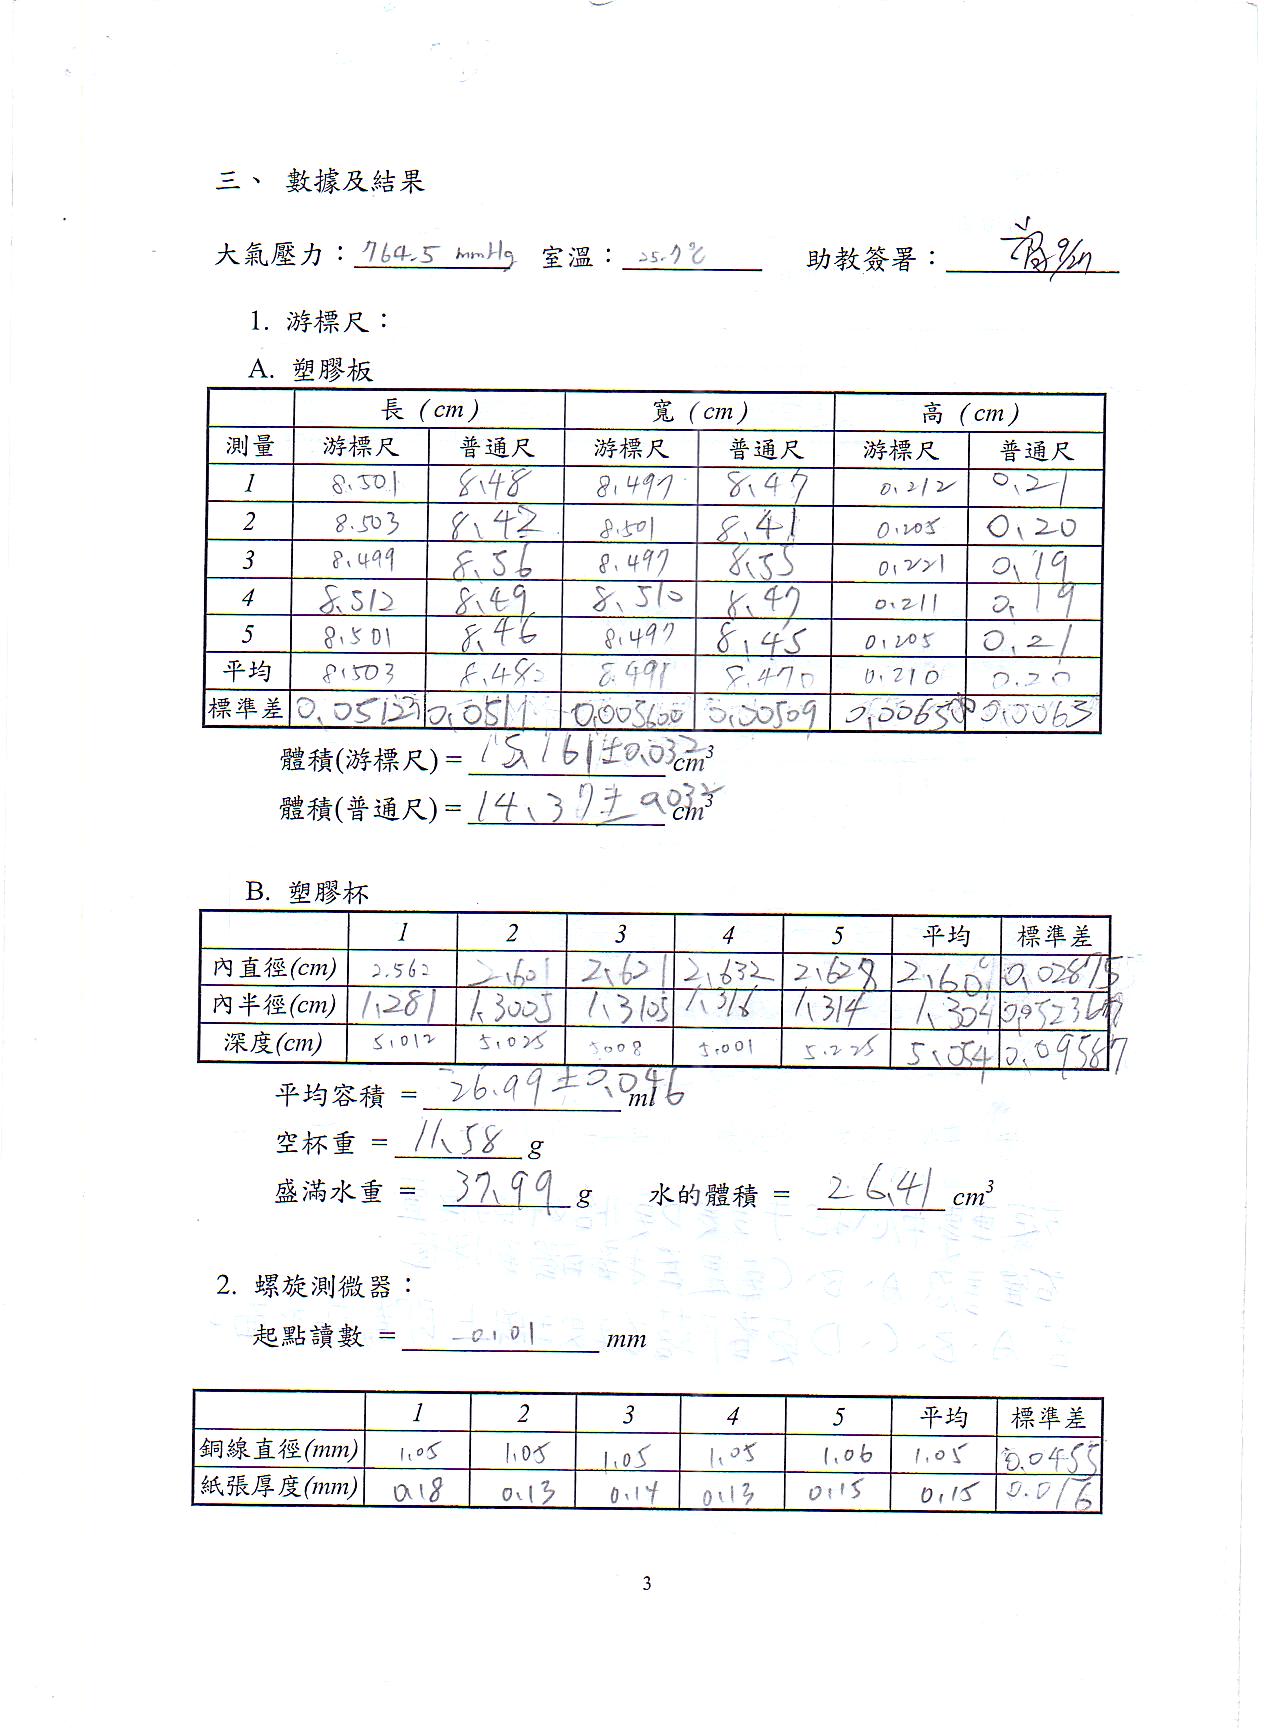 三、 數據及結果
大氣壓力：764.5 mmHg 室溫：25.7℃ 助教簽署： 9/27
1. 游標尺：
A. 塑膠板
長 (cm) 寬 (cm) 高 (cm)
測量 游標尺 普通尺 游標尺 普通尺 游標尺 普通尺
1 8.501 8.48 8.497 8.47 0.212 0.21
2 8.503 8.42 8.501 8.41 0.205 0.20
3 8.499 8.56 8.497 8.55 0.221 0.19
4 8.512 8.49 8.510 8.47 0.211 0.19
5 8.501 8.46 8.497 8.45 0.205 0.21
平均 8.503 8.482 8.498 8.470 0.210 0.20
標準差 0.05123 0.0511 0.005600 0.00509 0.0063
體積(游標尺) = 15.161±0.032 cm³
體積(普通尺) = 14.37±0.032 cm³
B. 塑膠杯
1 2 3 4 5 平均 標準差
內直徑(cm) 2.562 2.601 2.621 2.632 2.628 2.609 0.02875
內半徑(cm) 1.281 1.3005 1.3105 1.316 1.314 1.304
深度(cm) 5.012 5.025 5.008 5.001 5.225 5.054 0.09587
平均容積 = 26.99±0.046 ml
空杯重 = 11.58 g
盛滿水重 = 37.99 g 水的體積 = 26.41 cm³
2. 螺旋測微器：
起點讀數 = -0.01 mm
1 2 3 4 5 平均 標準差
銅線直徑(mm) 1.05 1.05 1.05 1.05 1.06 1.05 0.0455
紙張厚度(mm) 0.18 0.13 0.14 0.13 0.15 0.15 0.016
3